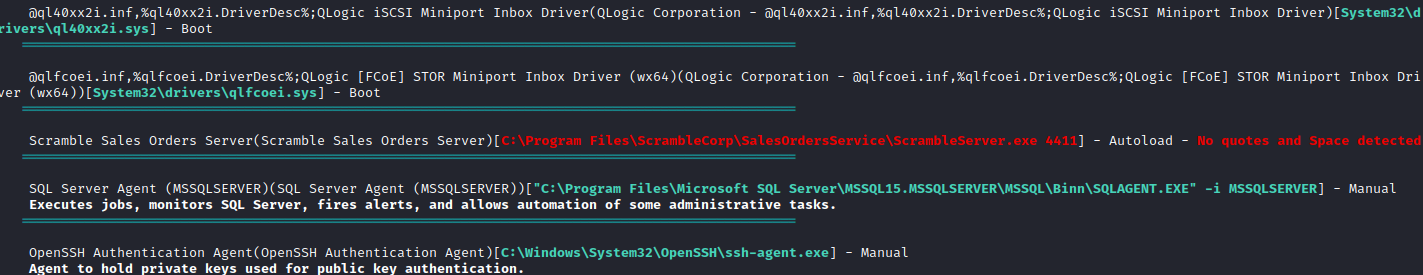 @ql40xx2i.inf,%ql40xx2i.DriverDesc%;QLogic iSCSI Miniport Inbox Driver(QLogic Corporation - @ql40xx2i.inf,%ql40xx2i.DriverDesc%;QLogic iSCSI Miniport Inbox Driver)[System32\d
rivers\ql40xx2i.sys] - Boot
@qlfcoei.inf,%qlfcoei.DriverDesc%;QLogic [FCoE] STOR Miniport Inbox Driver (wx64)(QLogic Corporation - @qlfcoei.inf,%qlfcoei.DriverDesc%;QLogic [FCoE] STOR Miniport Inbox Dri
ver (wx64))[System32\drivers\qlfcoei.sys] - Boot
Scramble Sales Orders Server(Scramble Sales Orders Server)[C:\Program Files\ScrambleCorp\SalesOrdersService\ScrambleServer.exe 4411] - Autoload - No quotes and Space detected
SQL Server Agent (MSSQLSERVER)(SQL Server Agent (MSSQLSERVER))["C:\Program Files\Microsoft SQL Server\MSSQL15.MSSQLSERVER\MSSQL\Binn\SQLAGENT.EXE" -i MSSQLSERVER] - Manual
Executes jobs, monitors SQL Server, fires alerts, and allows automation of some administrative tasks.
OpenSSH Authentication Agent(OpenSSH Authentication Agent)[C:\Windows\System32\OpenSSH\ssh-agent.exe] - Manual
Agent to hold private keys used for public key authentication.